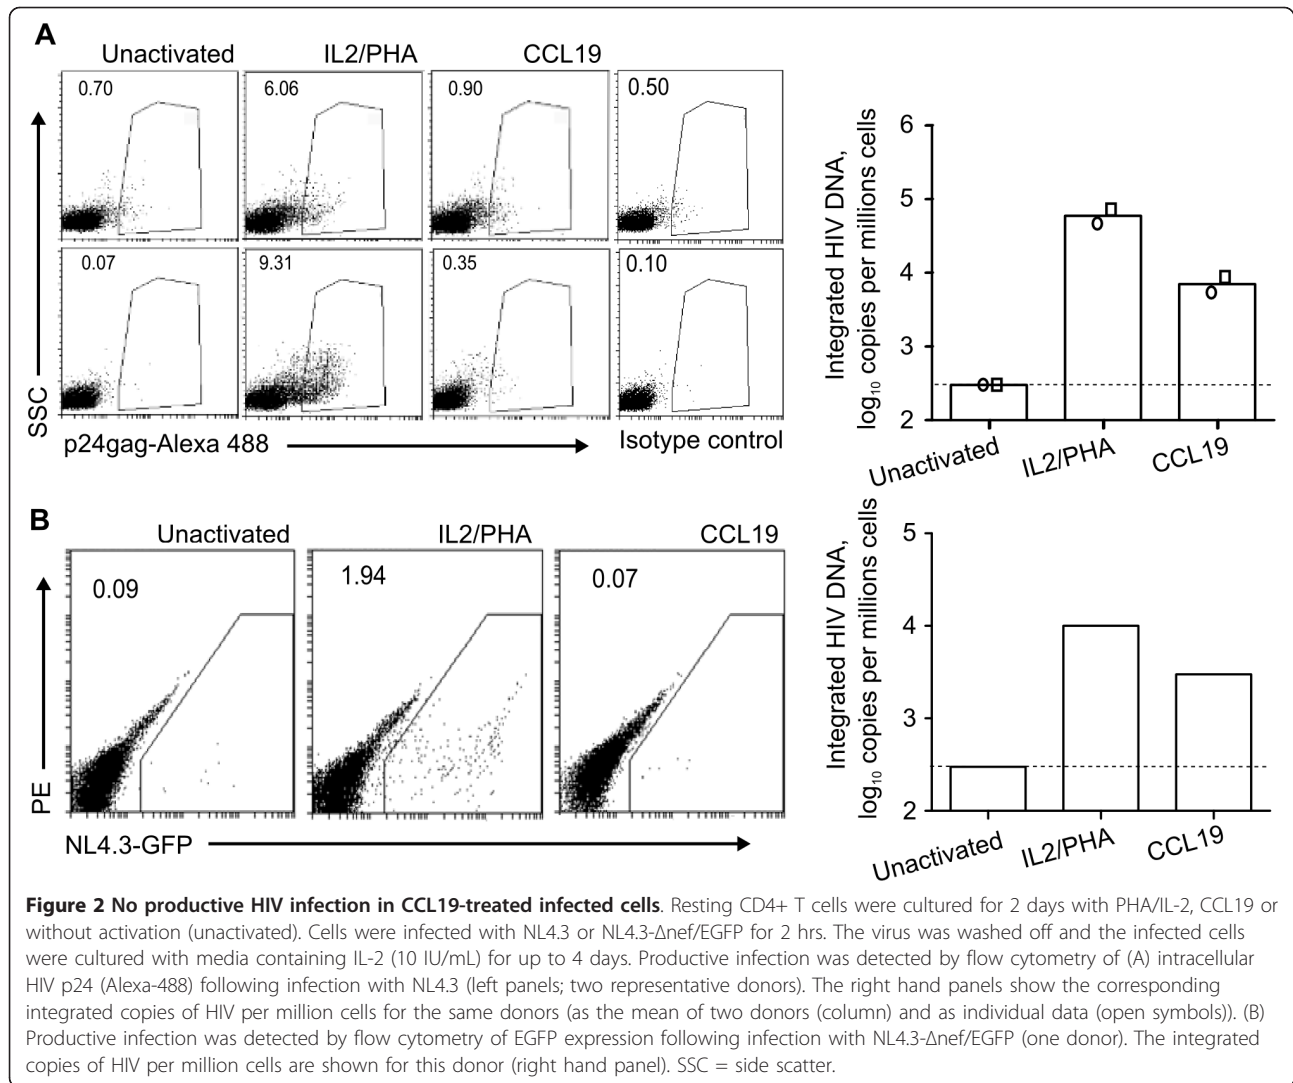 A
Unactivated IL2/PHA CCL19
0.70 6.06 0.90 0.50
0.07 9.31 0.35 0.10
SSC
p24gag-Alexa 488 Isotype control
Integrated HIV DNA,
log₁₀ copies per millions cells
6
5
4
3
2
Unactivated IL2/PHA CCL19
B
Unactivated IL2/PHA CCL19
0.09 1.94 0.07
PE
NL4.3-GFP
Integrated HIV DNA,
log₁₀ copies per millions cells
5
4
3
2
Unactivated IL2/PHA CCL19
Figure 2 No productive HIV infection in CCL19-treated infected cells. Resting CD4+ T cells were cultured for 2 days with PHA/IL-2, CCL19 or
without activation (unactivated). Cells were infected with NL4.3 or NL4.3-Δnef/EGFP for 2 hrs. The virus was washed off and the infected cells
were cultured with media containing IL-2 (10 IU/mL) for up to 4 days. Productive infection was detected by flow cytometry of (A) intracellular
HIV p24 (Alexa-488) following infection with NL4.3 (left panels; two representative donors). The right hand panels show the corresponding
integrated copies of HIV per million cells for the same donors (as the mean of two donors (column) and as individual data (open symbols)). (B)
Productive infection was detected by flow cytometry of EGFP expression following infection with NL4.3-Δnef/EGFP (one donor). The integrated
copies of HIV per million cells are shown for this donor (right hand panel). SSC = side scatter.